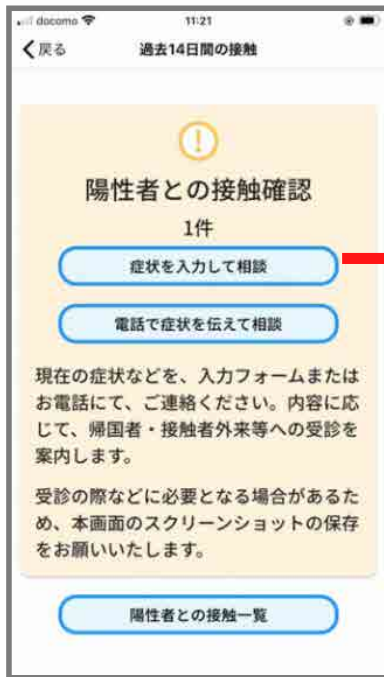 docomo 11:21
戻る 過去14日間の接触
陽性者との接触確認
1件
症状を入力して相談
電話で症状を伝えて相談
現在の症状などを、入力フォームまたは
お電話にて、ご連絡ください。内容に応
じて、帰国者・接触者外来等への受診を
案内します。
受診の際などに必要となる場合があるた
め、本画面のスクリーンショットの保存
をお願いいたします。
陽性者との接触一覧